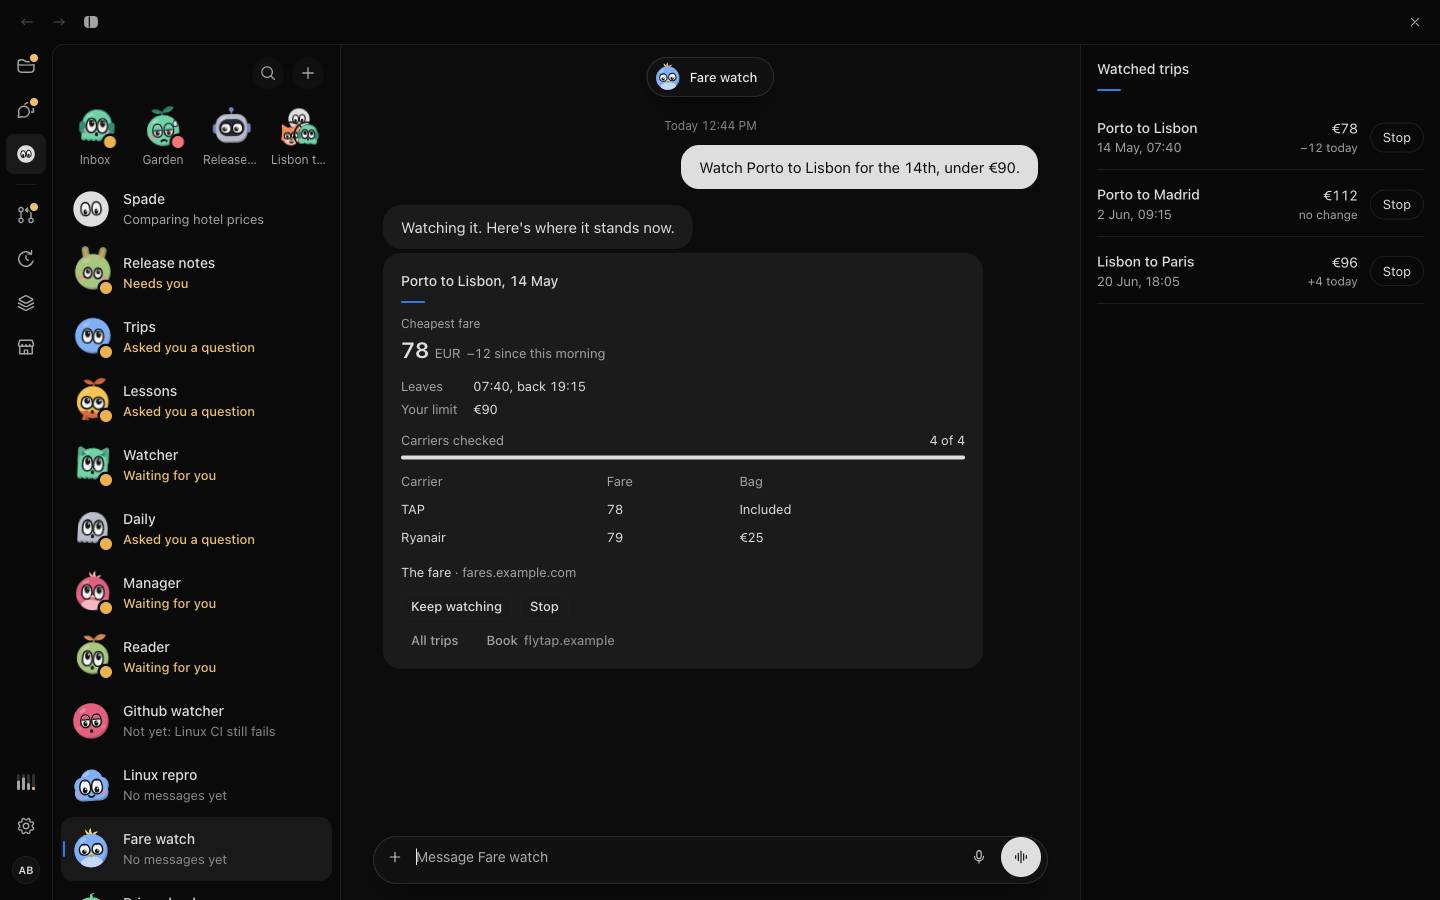 Inbox
Garden
Release...
Lisbon t...
Spade
Comparing hotel prices
Release notes
Needs you
Trips
Asked you a question
Lessons
Asked you a question
Watcher
Waiting for you
Daily
Asked you a question
Manager
Waiting for you
Reader
Waiting for you
Github watcher
Not yet: Linux CI still fails
Linux repro
No messages yet
Fare watch
No messages yet
AB
Fare watch
Today 12:44 PM
Watch Porto to Lisbon for the 14th, under €90.
Watching it. Here's where it stands now.
Porto to Lisbon, 14 May
Cheapest fare
78 EUR −12 since this morning
Leaves 07:40, back 19:15
Your limit €90
Carriers checked 4 of 4
Carrier Fare Bag
TAP 78 Included
Ryanair 79 €25
The fare · fares.example.com
Keep watching Stop
All trips Book flytap.example
Message Fare watch
Watched trips
Porto to Lisbon €78 Stop
14 May, 07:40 −12 today
Porto to Madrid €112 Stop
2 Jun, 09:15 no change
Lisbon to Paris €96 Stop
20 Jun, 18:05 +4 today